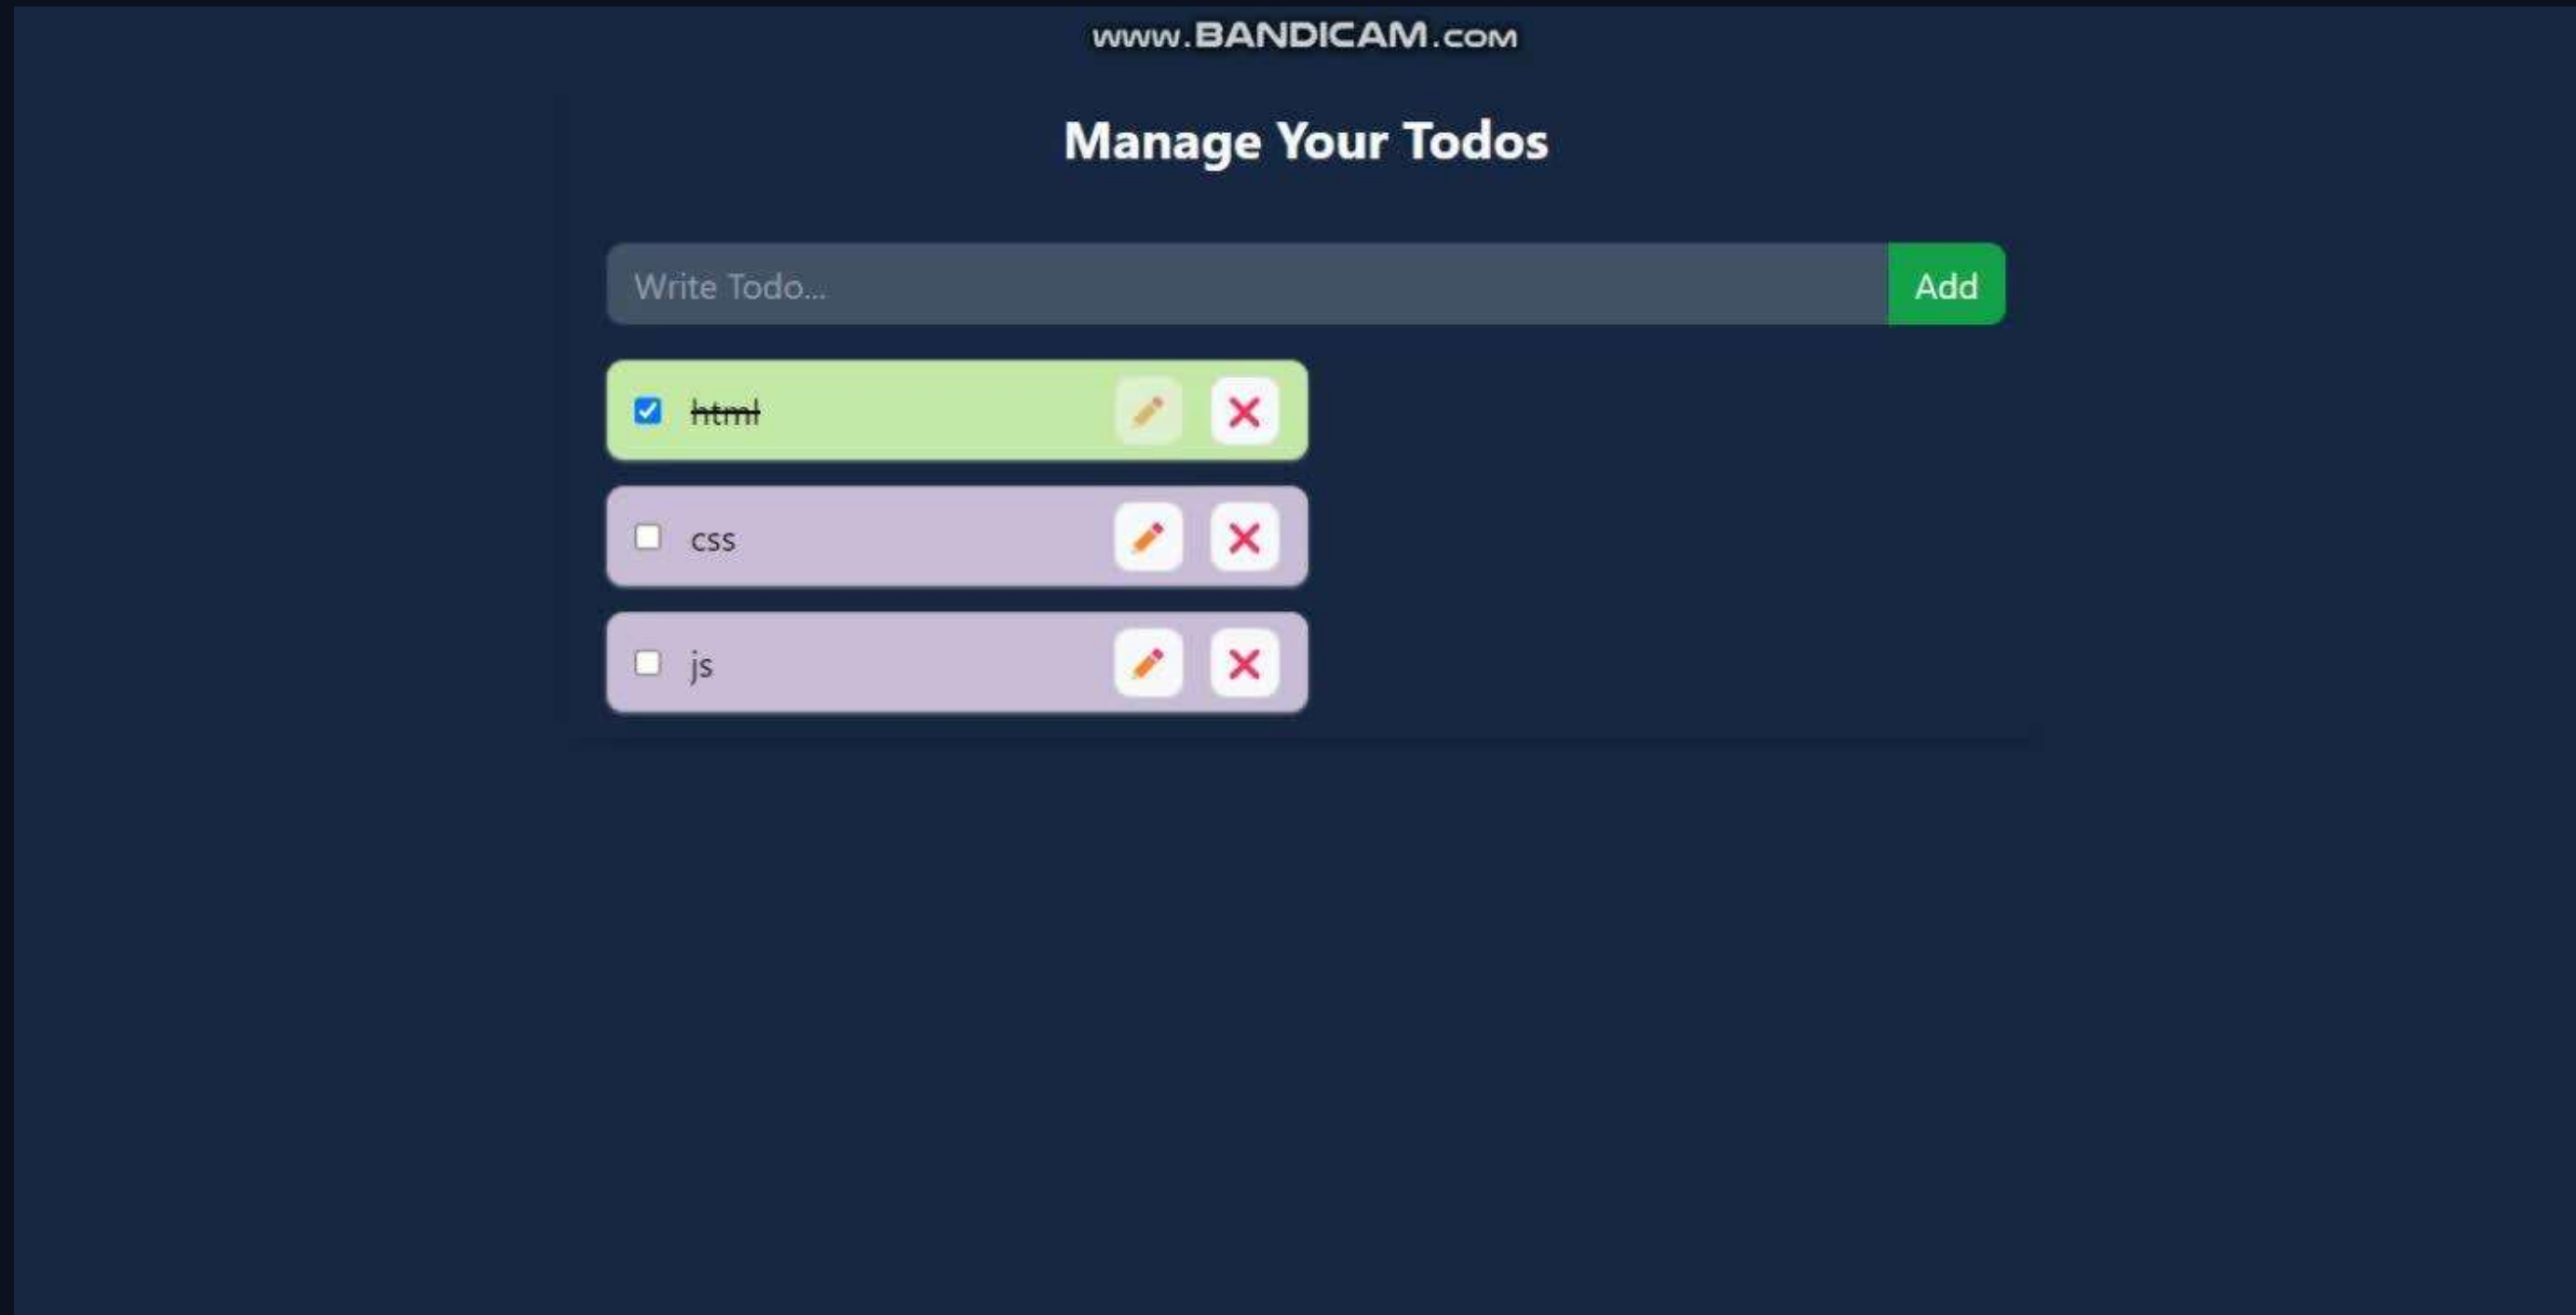 www.BANDICAM.com
Manage Your Todos
Write Todo...
Add
html
css
js